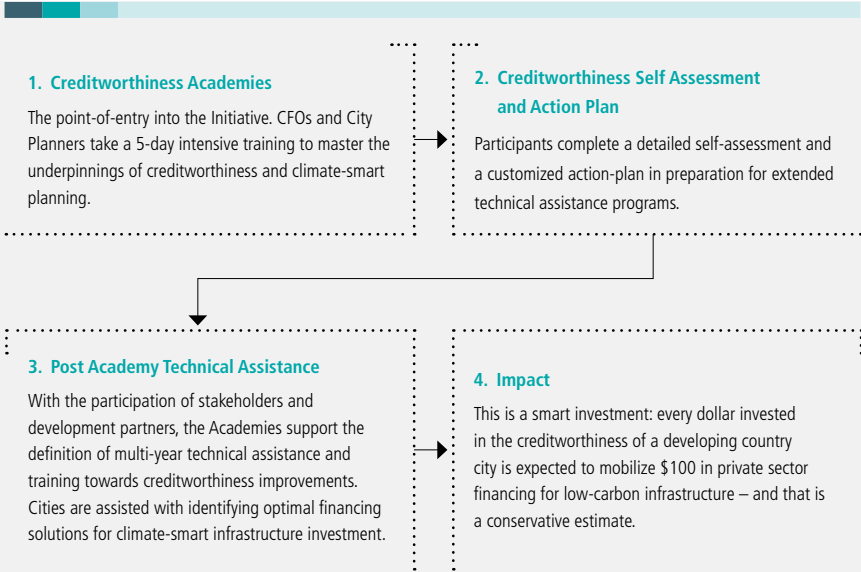 1. Creditworthiness Academies
The point-of-entry into the Initiative. CFOs and City
Planners take a 5-day intensive training to master the
underpinnings of creditworthiness and climate-smart
planning.
2. Creditworthiness Self Assessment
and Action Plan
Participants complete a detailed self-assessment and
a customized action-plan in preparation for extended
technical assistance programs.
3. Post Academy Technical Assistance
With the participation of stakeholders and
development partners, the Academies support the
definition of multi-year technical assistance and
training towards creditworthiness improvements.
Cities are assisted with identifying optimal financing
solutions for climate-smart infrastructure investment.
4. Impact
This is a smart investment: every dollar invested
in the creditworthiness of a developing country
city is expected to mobilize $100 in private sector
financing for low-carbon infrastructure – and that is
a conservative estimate.